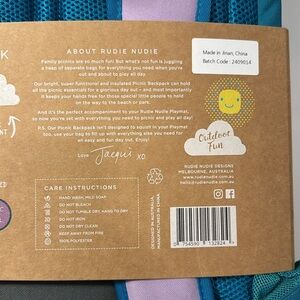 K
ABOUT RUDIE NUDIE
Family picnics are so much fun! But what's not fun is juggling
a heap of separate bags for everything you need when you're
out and about to play all day.
Our bright, super functional and insulated Picnic Backpack can hold
all the picnic essentials for a glorious day out – and most importantly
it keeps your hands free for those special little people to hold
on the way to the beach or park.
And it's the perfect accompaniment to your Rudie Nudie Playmat,
so now you set with everything you need to picnic and play all day!
P.S. Our Picnic Backpack isn't designed to support your Playmat
too, so use your bag to fill up with everything else you need
for an easy and fun day out. Enjoy!
Love Jacqui xo
Made in Jinan, China
Batch Code : 2409014
Outdoor
Fun
CARE INSTRUCTIONS
HAND WASH, MILD SOAP
DO NOT BLEACH
DO NOT TUMBLE DRY, HANG TO DRY
DO NOT IRON
DO NOT DRY CLEAN
KEEP AWAY FROM FIRE
100% POLYESTER
DESIGNED IN AUSTRALIA,
MANUFACTURED IN CHINA
RUDIE NUDIE DESIGNS
MELBOURNE, AUSTRALIA
www.rudienudie.com
hello@rudienudie.com
0 754590 132824